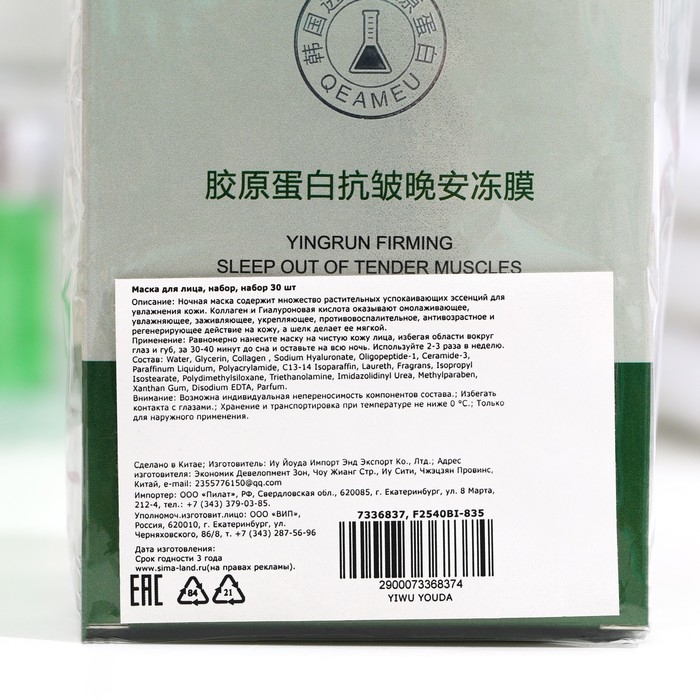 韩国 原蛋白
QEAMEU
胶原蛋白抗皱晚安冻膜
YINGRUN FIRMING
SLEEP OUT OF TENDER MUSCLES
Маска для лица, набор, набор 30 шт
Описание: Ночная маска содержит множество растительных успокаивающих эссенций для
увлажнения кожи. Коллаген и Гиалуроновая кислота оказывают омолаживающее,
увлажняющее, заживляющее, укрепляющее, противовоспалительное, антивозрастное и
регенерирующее действие на кожу, а шелк делает ее мягкой.
Применение: Равномерно нанесите маску на чистую кожу лица, избегая области вокруг
глаз и губ, за 30-40 минут до сна и оставьте на всю ночь. Используйте 2-3 раза в неделю.
Состав: Water, Glycerin, Collagen , Sodium Hyaluronate, Oligopeptide-1, Ceramide-3,
Paraffinum Liquidum, Polyacrylamide, C13-14 Isoparaffin, Laureth, Fragrans, Isopropyl
Isostearate, Polydimethylsiloxane, Triethanolamine, Imidazolidinyl Urea, Methylparaben,
Xanthan Gum, Disodium EDTA, Parfum.
Внимание: Возможна индивидуальная непереносимость компонентов состава.; Избегать
контакта с глазами.; Хранение и транспортировка при температуре не ниже 0 °С.; Только
для наружного применения.
Сделано в Китае; Изготовитель: Иу Йоуда Импорт Энд Экспорт Ко., Лтд.; Адрес
изготовителя: Экономик Девелопмент Зон, Чоу Жианг Стр., Иу Сити, Чжэцзян Провинс,
Китай, e-mail: 2355776150@qq.com
Импортер: ООО «Пилат», РФ, Свердловская обл., 620085, г. Екатеринбург, ул. 8 Марта,
212-4, тел.: +7 (343) 379-03-85.
Уполномоч.изготовит.лицо: ООО «ВИП»,
Россия, 620010, г. Екатеринбург, ул.
Черняховского, 86/8, т. +7 (343) 287-56-96
Дата изготовления:
Срок годности 3 года
www.sima-land.ru(на правах рекламы).
EAC 84 21
7336837, F2540BI-835
2900073368374
YIWU YOUDA